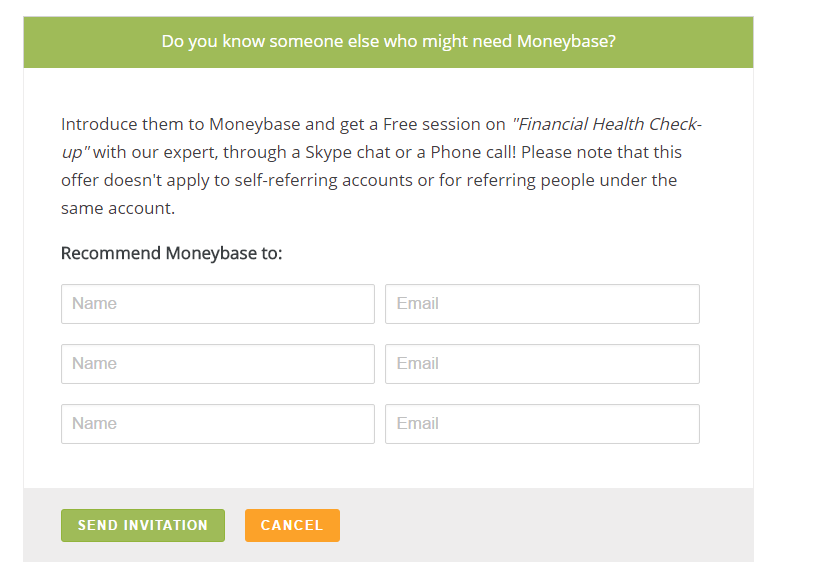 Do you know someone else who might need Moneybase?
Introduce them to Moneybase and get a Free session on "Financial Health Check-
up" with our expert, through a Skype chat or a Phone call! Please note that this
offer doesn't apply to self-referring accounts or for referring people under the
same account.
Recommend Moneybase to:
Name Email
Name Email
Name Email
SEND INVITATION CANCEL